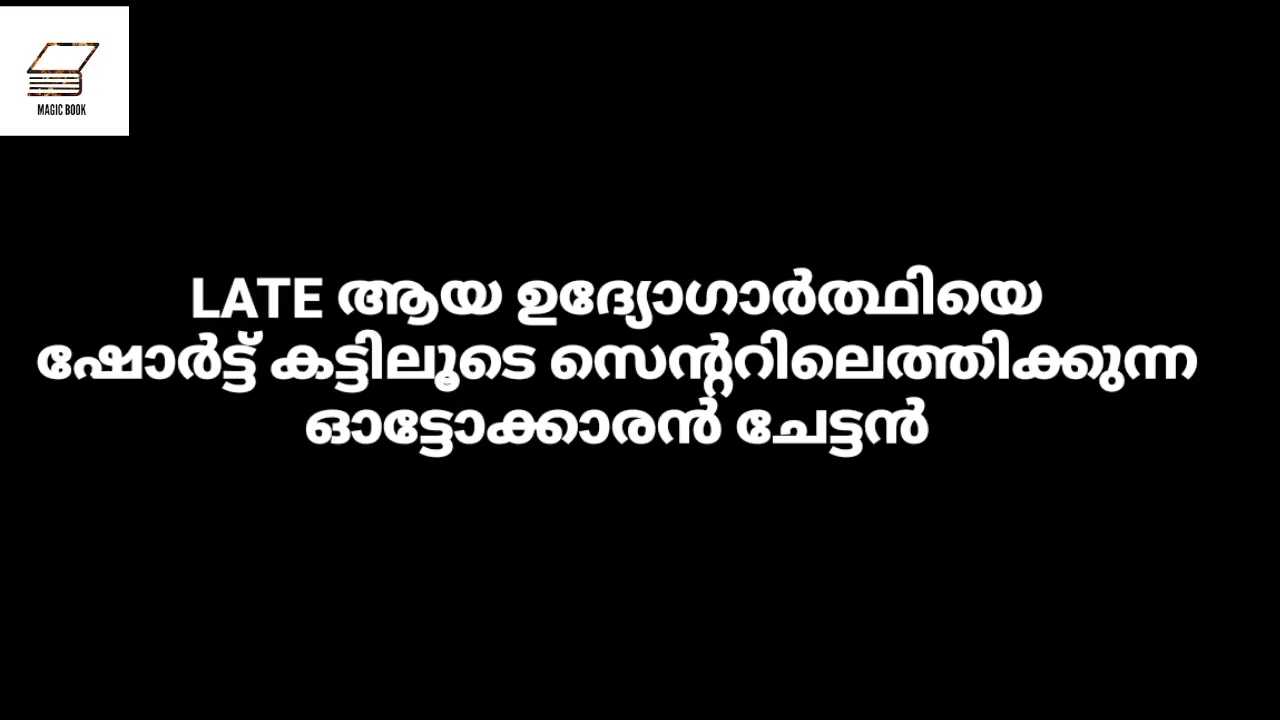 MAGIC BOOK
LATE ആയ ഉദ്യോഗാർത്ഥിയെ
ഷോർട്ട് കട്ടിലൂടെ സെന്ററിലെത്തിക്കുന്ന
ഓട്ടോക്കാരൻ ചേട്ടൻ